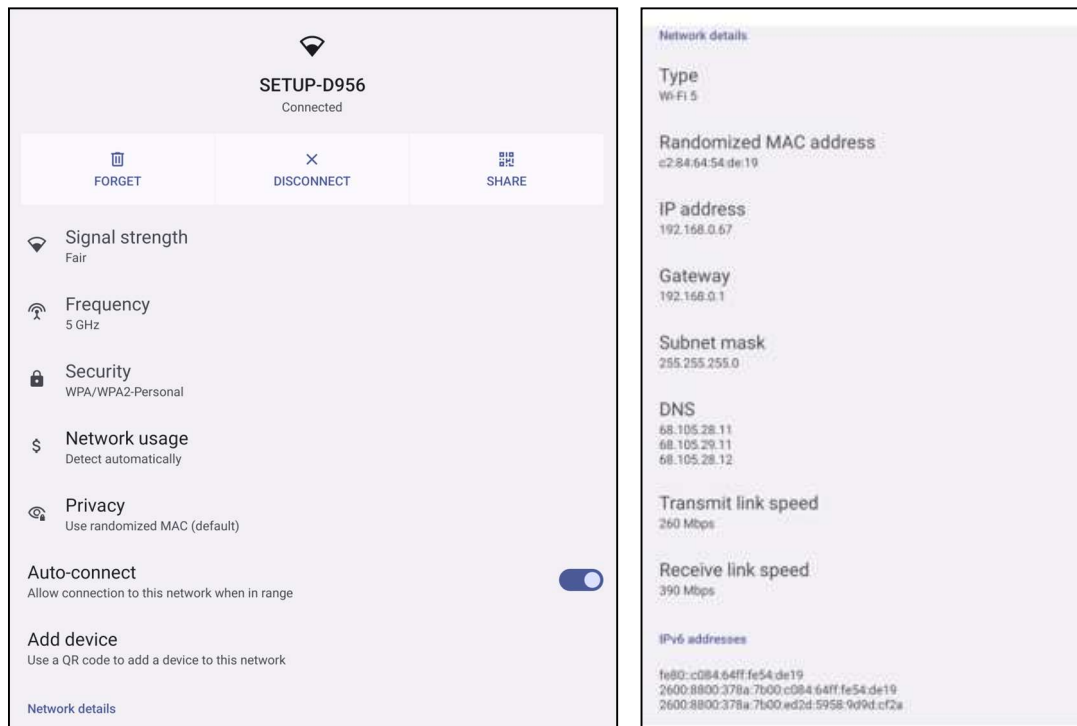 SETUP-D956
Connected
FORGET
DISCONNECT
SHARE
Signal strength
Fair
Frequency
5 GHz
Security
WPA/WPA2-Personal
Network usage
Detect automatically
Privacy
Use randomized MAC (default)
Auto-connect
Allow connection to this network when in range
Add device
Use a QR code to add a device to this network
Network details
Network details
Type
Wi-Fi 5
Randomized MAC address
c2:84:64:54:de:19
IP address
192.168.0.67
Gateway
192.168.0.1
Subnet mask
255.255.255.0
DNS
68.105.28.11
68.105.29.11
68.105.28.12
Transmit link speed
260 Mbps
Receive link speed
390 Mbps
IPv6 addresses
fe80::c084:64ff:fe54:de19
2600:8800:378a:7b00:c084:64ff:fe54:de19
2600:8800:378a:7b00:ed2d:5958:9d9d:cf2a